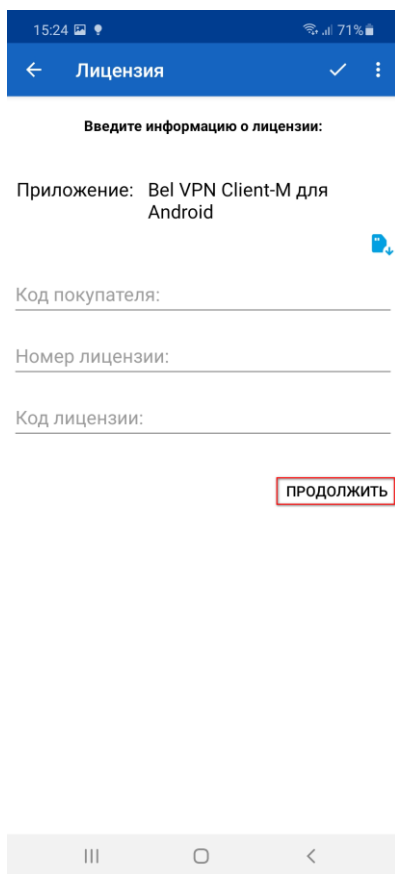 15:24 71%
Лицензия
Введите информацию о лицензии:
Приложение: Bel VPN Client-M для
Android
Код покупателя:
Номер лицензии:
Код лицензии:
ПРОДОЛЖИТЬ